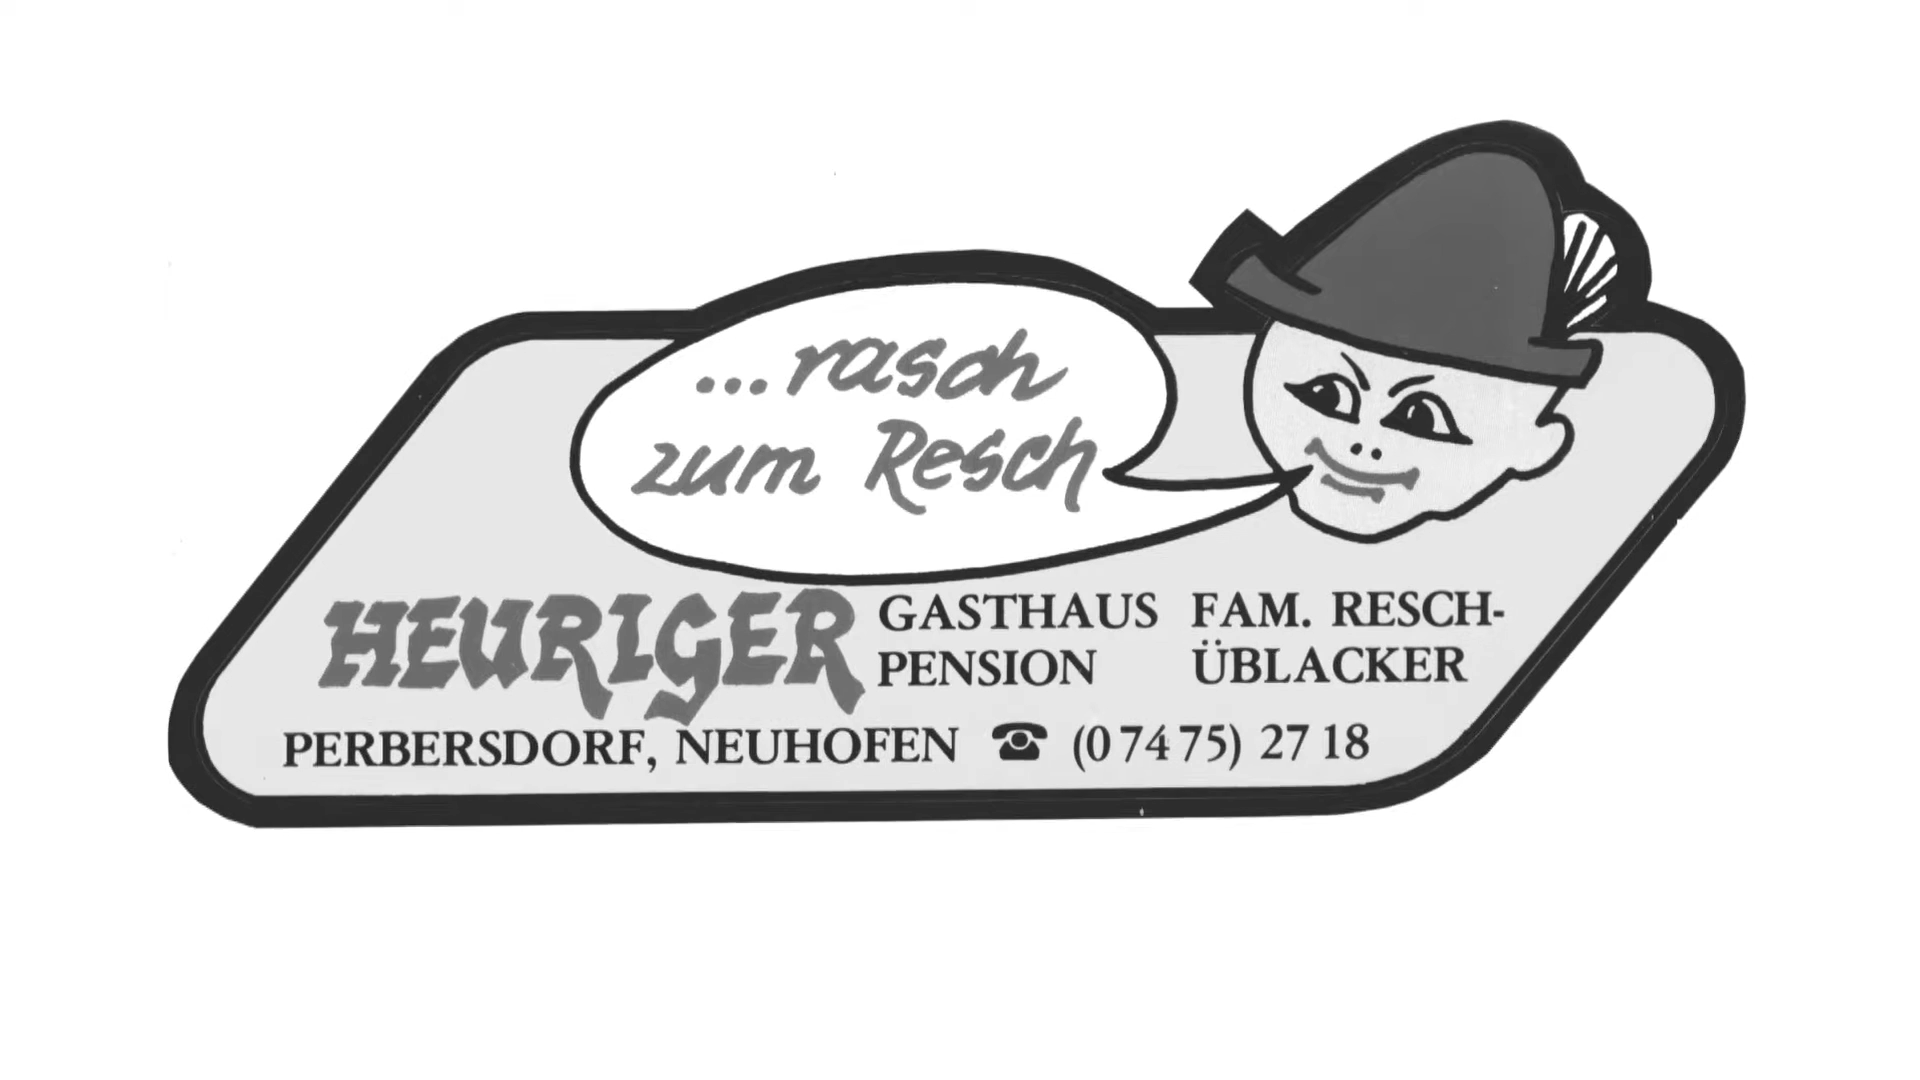 ...rasch
zum Resch
HEURIGER
GASTHAUS
PENSION
FAM. RESCH-
ÜBLACKER
PERBERSDORF, NEUHOFEN ☎ (0 74 75) 27 18